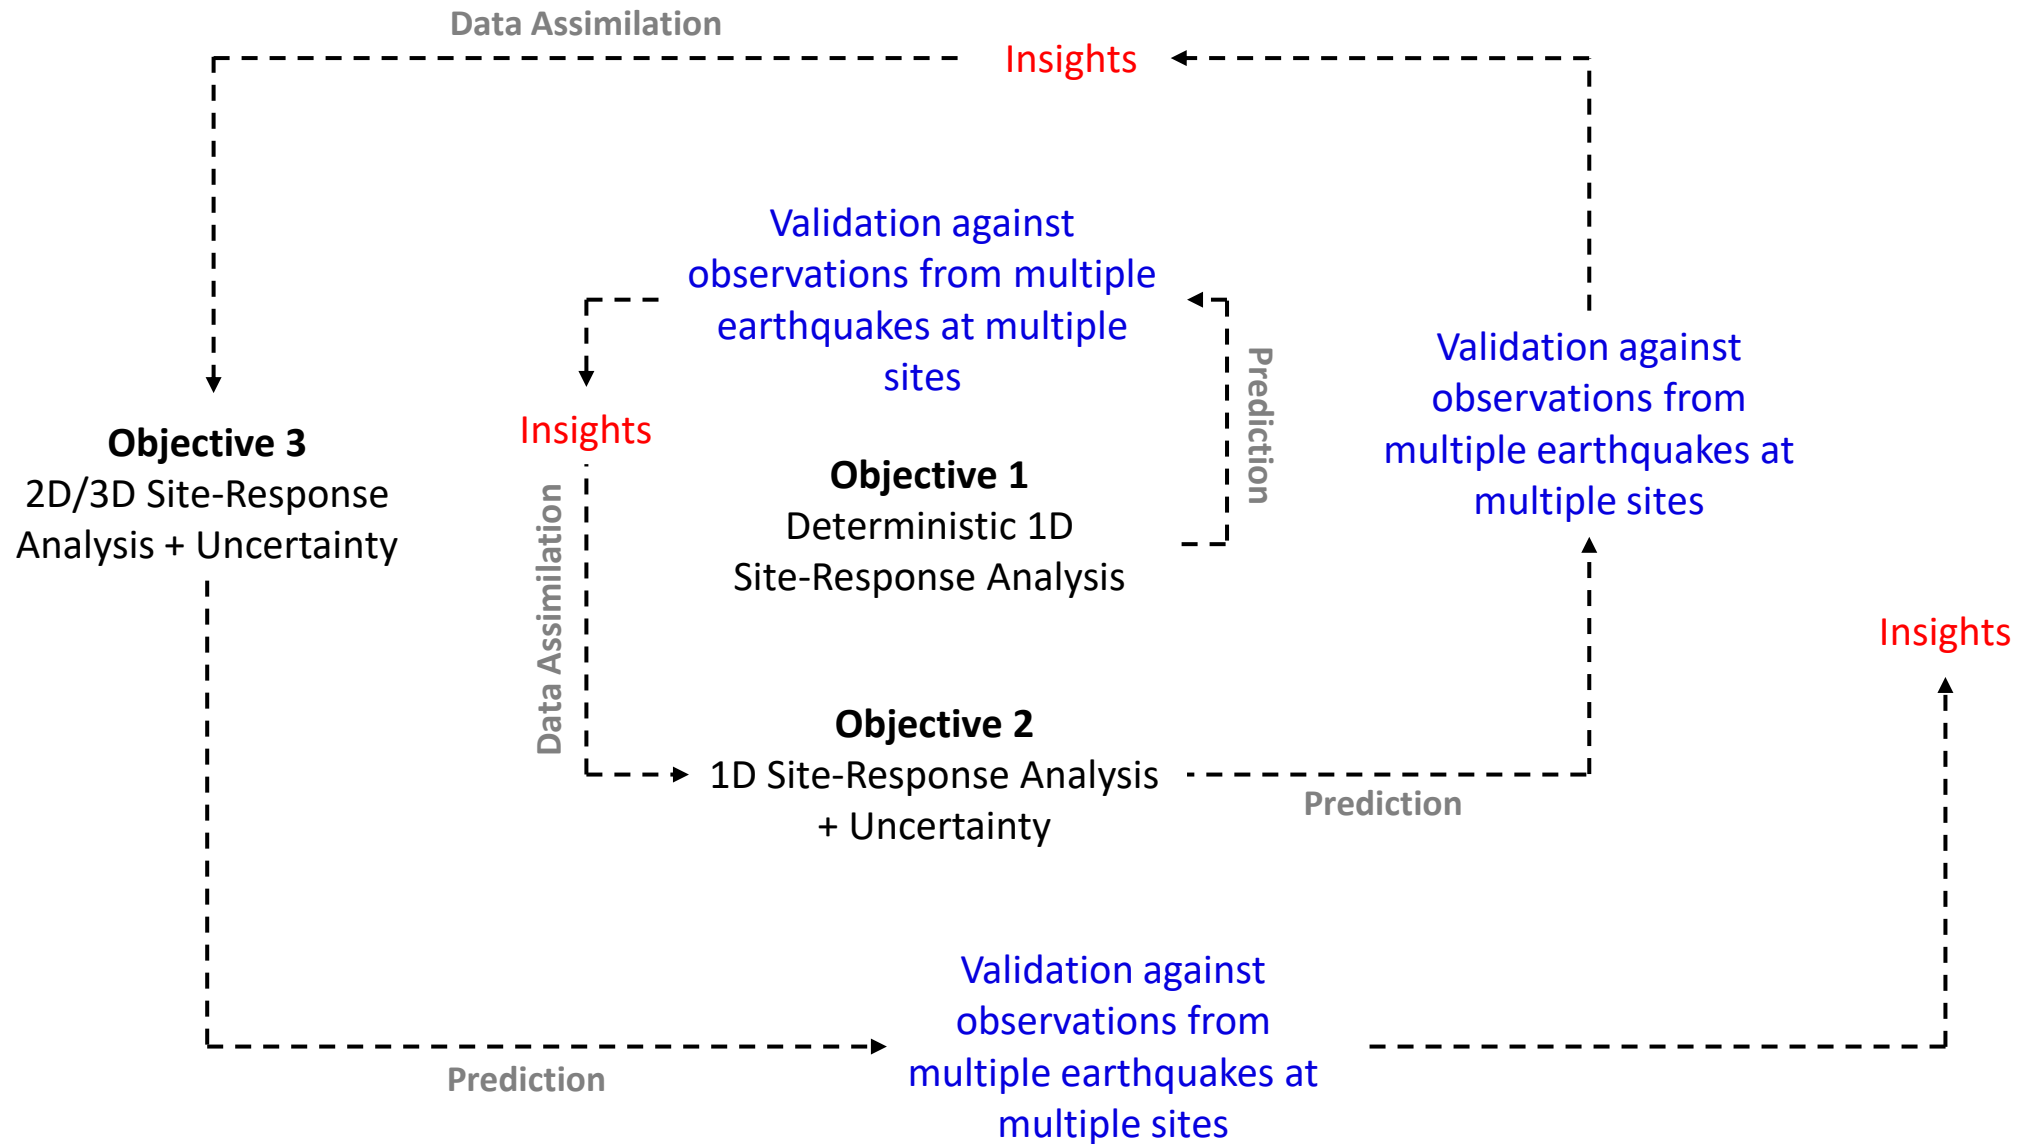 Data Assimilation
Insights
Validation against
observations from multiple
earthquakes at multiple
sites
Prediction
Validation against
observations from
multiple earthquakes at
multiple sites
Objective 3
2D/3D Site-Response
Analysis + Uncertainty
Insights
Data Assimilation
Objective 1
Deterministic 1D
Site-Response Analysis
Insights
Objective 2
1D Site-Response Analysis
+ Uncertainty
Prediction
Validation against
observations from
multiple earthquakes at
multiple sites
Prediction